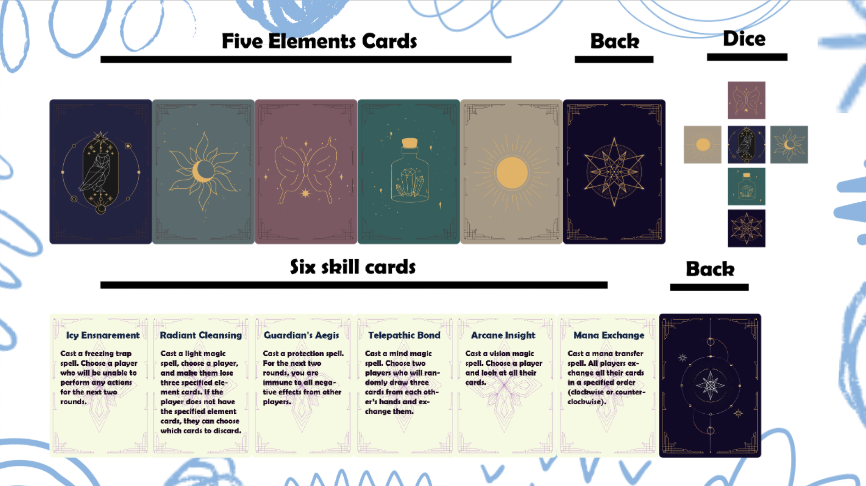 Five Elements Cards
Back
Dice
Six skill cards
Back
Icy Ensnarement
Cast a freezing trap
spell. Choose a player
who will be unable to
perform any actions
for the next two
rounds.
Radiant Cleansing
Cast a light magic
spell, choose a player,
and make them lose
three specified ele-
ment cards. If the
player does not have
the specified element
cards, they can choose
which cards to discard.
Guardian's Aegis
Cast a protection spell.
For the next two
rounds, you are
immune to all nega-
tive effects from other
players.
Telepathic Bond
Cast a mind magic
spell. Choose two
players who will ran-
domly draw three
cards from each oth-
er's hands and ex-
change them.
Arcane Insight
Cast a vision magic
spell. Choose a player
and look at all their
cards.
Mana Exchange
Cast a mana transfer
spell. All players ex-
change all their cards
in a specified order
(clockwise or counter-
clockwise).